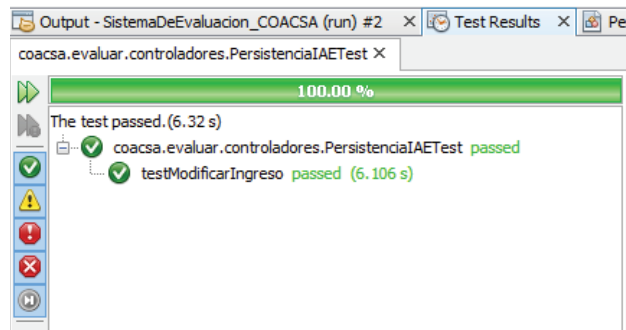 Output - SistemaDeEvaluacion_COACSA (run) #2 Test Results Pe
coacsa.evaluar.controladores.PersistenciaIAETest
100.00 %
The test passed.(6.32 s)
coacsa.evaluar.controladores.PersistenciaIAETest passed
testModificarIngreso passed (6.106 s)